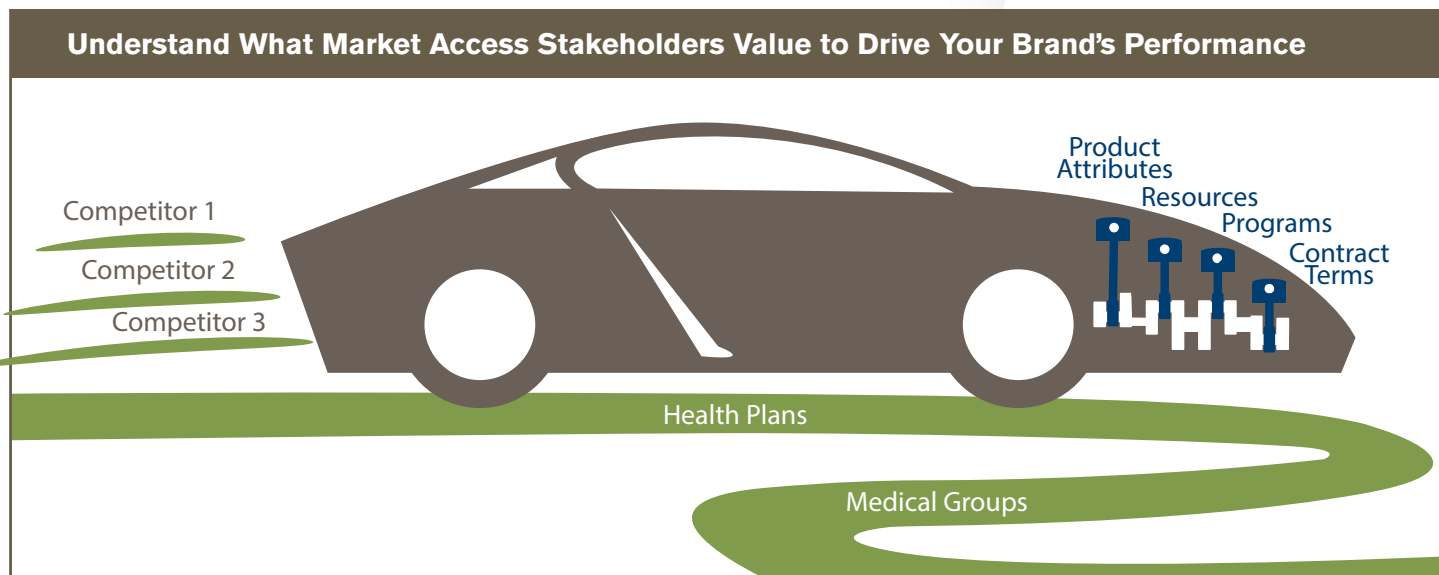 Understand What Market Access Stakeholders Value to Drive Your Brand’s Performance
Product
Attributes
Resources
Programs
Contract
Terms
Competitor 1
Competitor 2
Competitor 3
Health Plans
Medical Groups